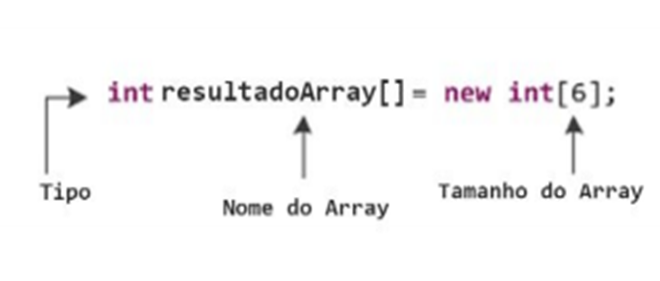 int resultadoArray[]= new int[6];
Tipo
Nome do Array
Tamanho do Array